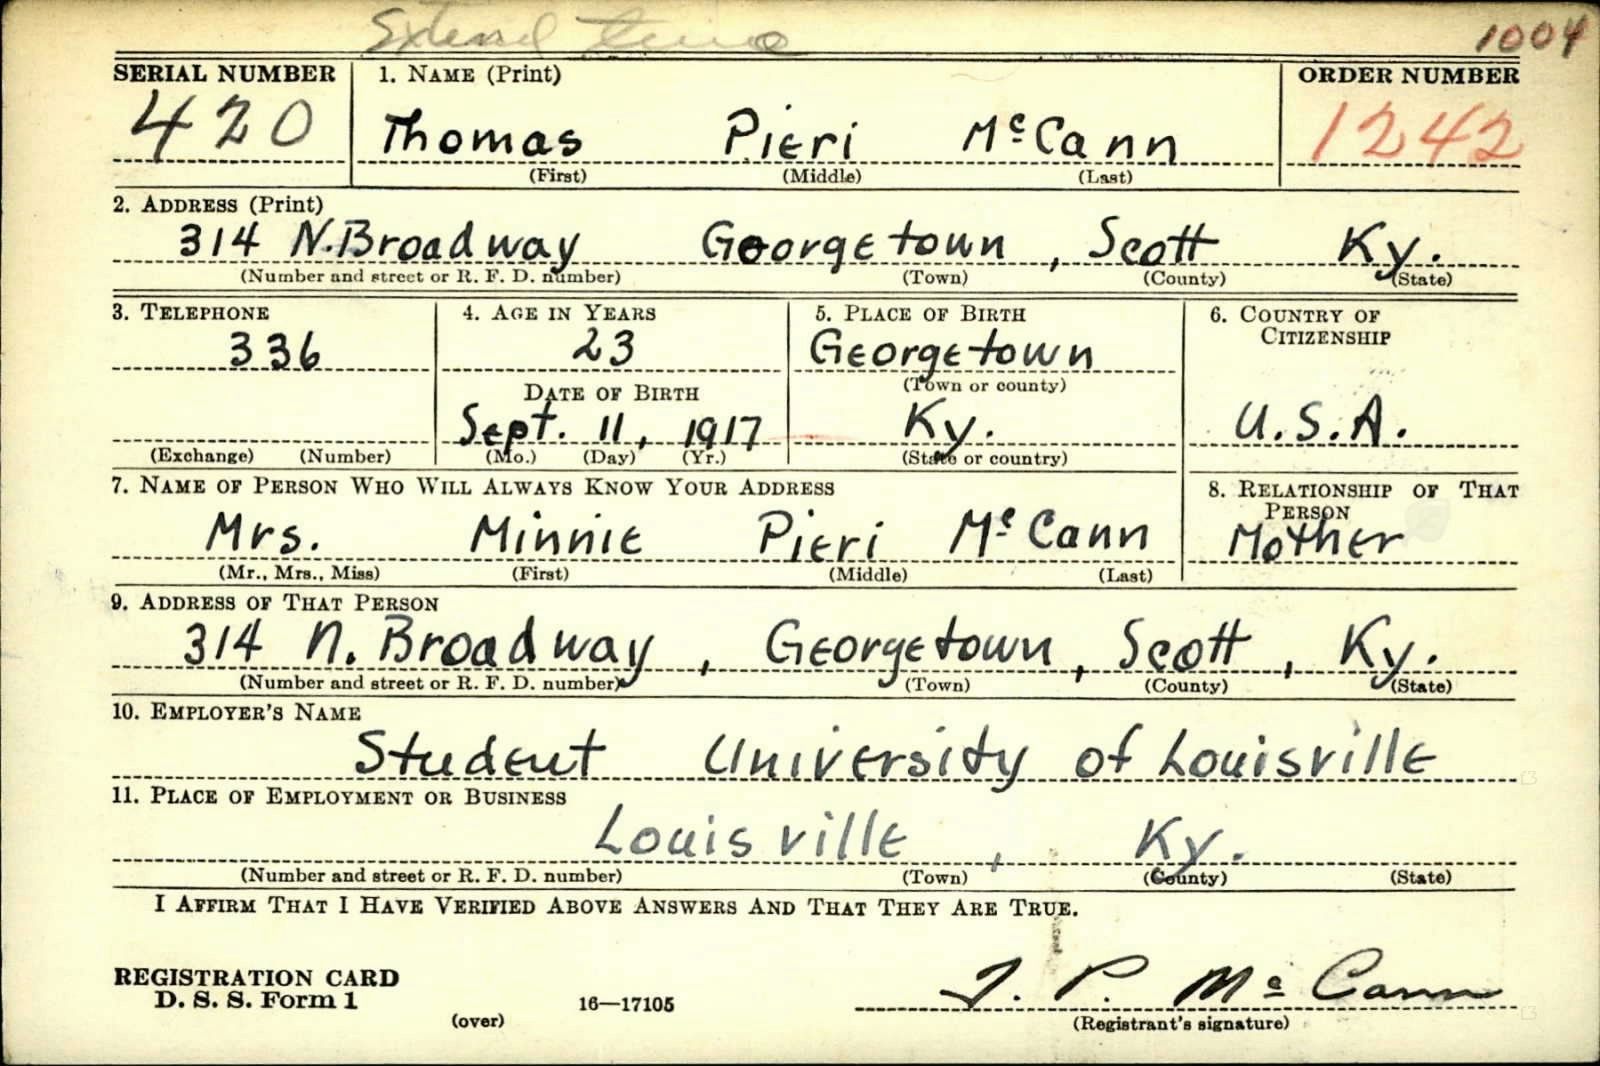 1004
SERIAL NUMBER 1. NAME (Print) ORDER NUMBER
420 Thomas Pieri McCann 1242
(First) (Middle) (Last)
2. ADDRESS (Print)
314 N. Broadway Georgetown, Scott Ky.
(Number and street or R. F. D. number) (Town) (County) (State)
3. TELEPHONE 4. AGE IN YEARS 5. PLACE OF BIRTH 6. COUNTRY OF
CITIZENSHIP
336 23 Georgetown
DATE OF BIRTH (Town or county)
Sept. 11, 1917 Ky. U.S.A.
(Exchange) (Number) (Mo.) (Day) (Yr.) (State or country)
7. NAME OF PERSON WHO WILL ALWAYS KNOW YOUR ADDRESS 8. RELATIONSHIP OF THAT
PERSON
Mrs. Minnie Pieri McCann Mother
(Mr., Mrs., Miss) (First) (Middle) (Last)
9. ADDRESS OF THAT PERSON
314 N. Broadway, Georgetown, Scott, Ky.
(Number and street or R. F. D. number) (Town) (County) (State)
10. EMPLOYER'S NAME
Student University of Louisville
11. PLACE OF EMPLOYMENT OR BUSINESS
Louisville, Ky.
(Number and street or R. F. D. number) (Town) (County) (State)
I AFFIRM THAT I HAVE VERIFIED ABOVE ANSWERS AND THAT THEY ARE TRUE.
REGISTRATION CARD
D. S. S. Form 1 16—17105 T. P. McCann
(over) (Registrant's signature)